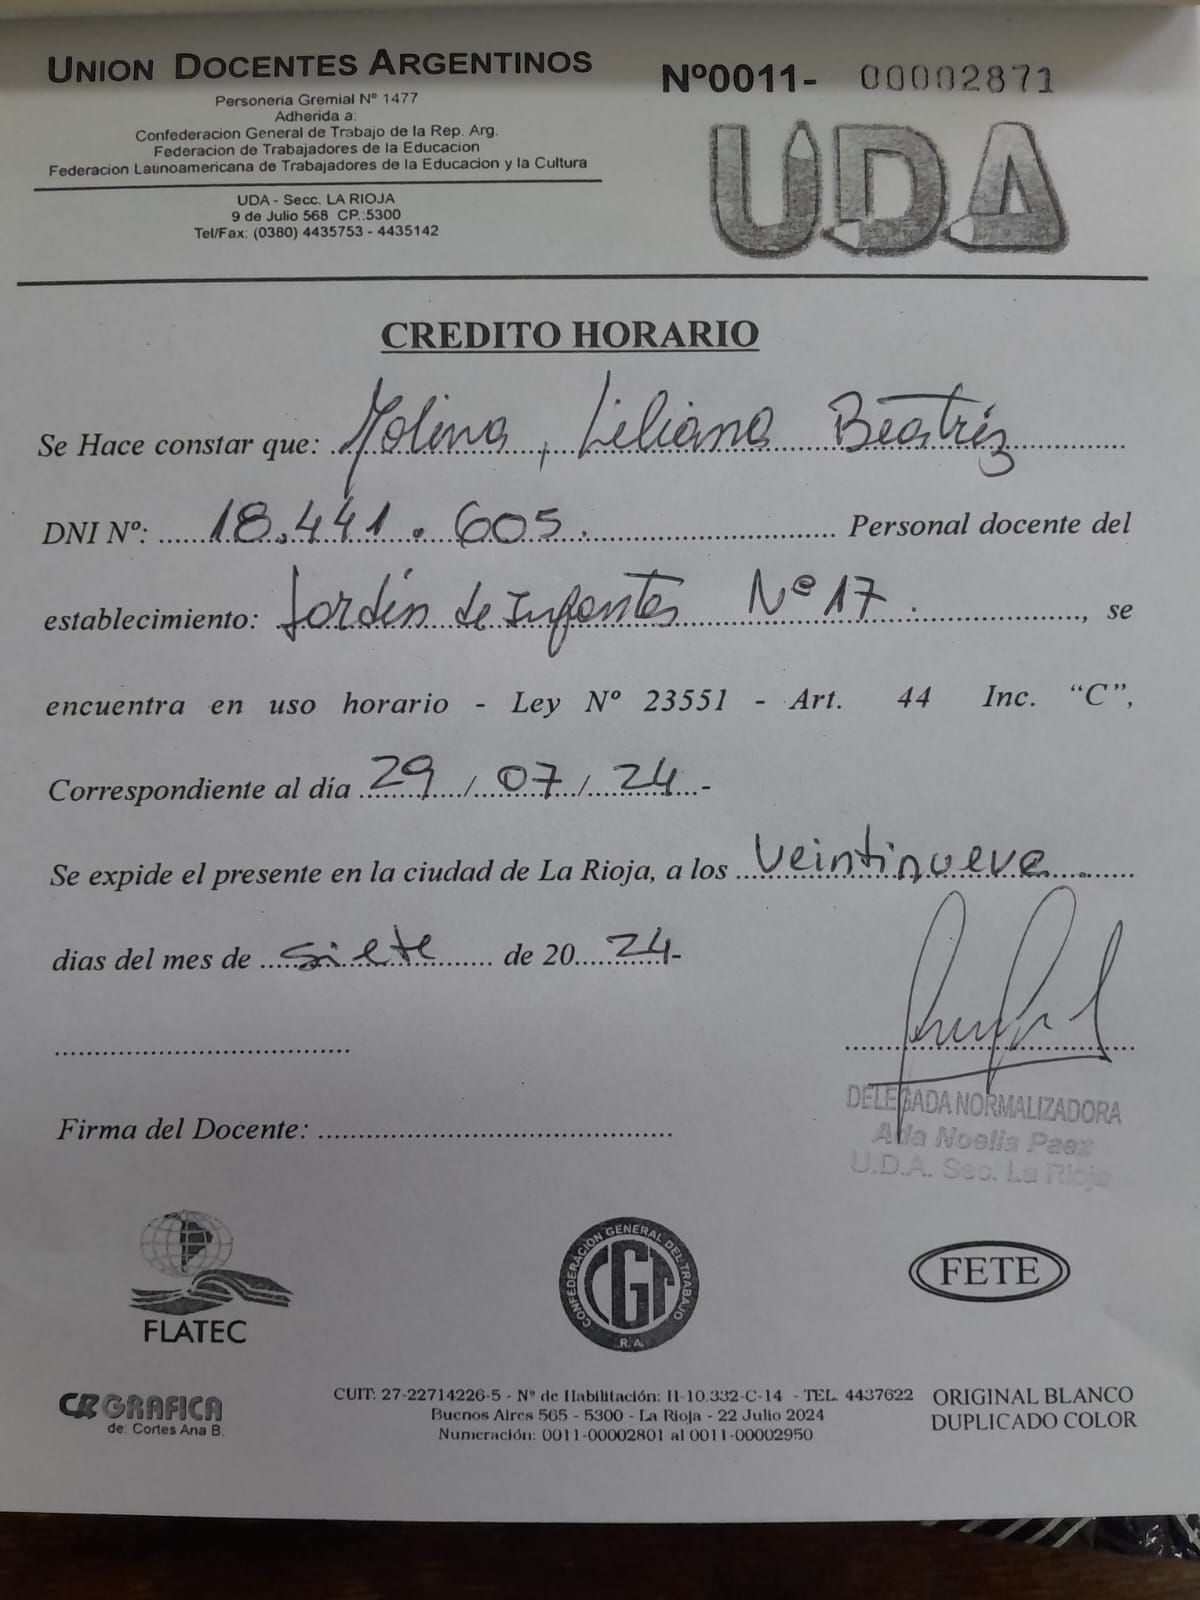 UNION DOCENTES ARGENTINOS
Personeria Gremial Nº 1477
Adherida a:
Confederacion General de Trabajo de la Rep. Arg.
Federacion de Trabajadores de la Educacion
Federacion Latinoamericana de Trabajadores de la Educacion y la Cultura
UDA - Secc. LA RIOJA
9 de Julio 568 CP.:5300
Tel/Fax: (0380) 4435753 - 4435142
Nº0011- 00002871
UDA
CREDITO HORARIO
Se Hace constar que: Molina, Liliana Beatríz
DNI Nº: 18.441.605. Personal docente del
establecimiento: Jardín de Infantes Nº 17., se
encuentra en uso horario - Ley Nº 23551 - Art. 44 Inc. “C”,
Correspondiente al día 29 / 07 / 24 -
Se expide el presente en la ciudad de La Rioja, a los veintinueve
dias del mes de siete de 20 24-
DELEGADA NORMALIZADORA
Ada Noelia Paez
U.D.A. Sec. La Rioja
Firma del Docente:
FLATEC
CONFEDERACION GENERAL DEL TRABAJO
CGT
R.A.
FETE
CR GRAFICA
de: Cortes Ana B.
CUIT: 27-22714226-5 - Nº de Habilitación: H-10.332-C-14 - TEL. 4437622
Buenos Aires 565 - 5300 - La Rioja - 22 Julio 2024
Numeración: 0011-00002801 al 0011-00002950
ORIGINAL BLANCO
DUPLICADO COLOR